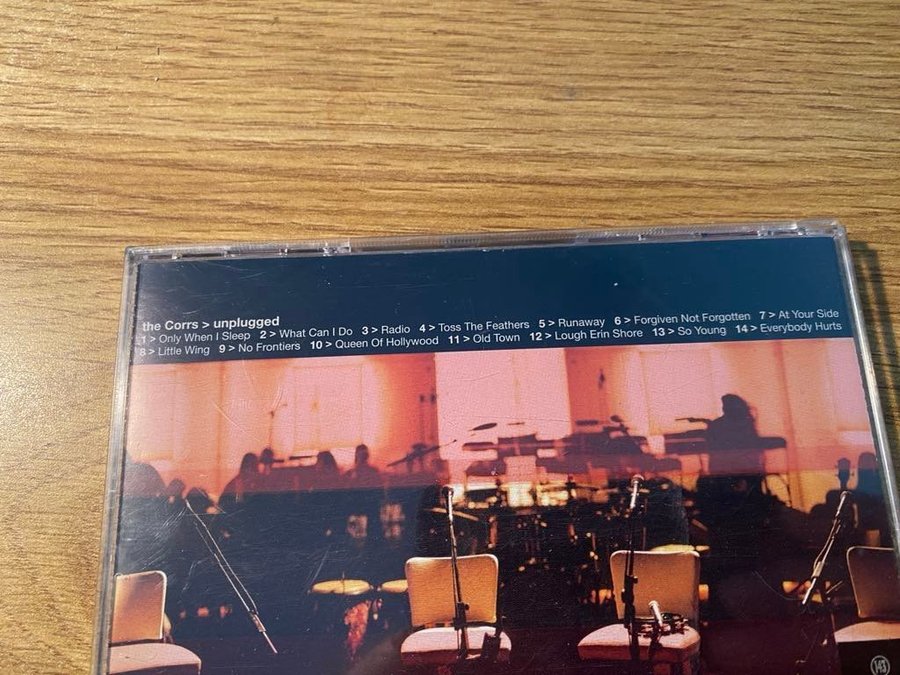 the Corrs > unplugged
1 > Only When I Sleep 2 > What Can I Do 3 > Radio 4 > Toss The Feathers 5 > Runaway 6 > Forgiven Not Forgotten 7 > At Your Side
8 > Little Wing 9 > No Frontiers 10 > Queen Of Hollywood 11 > Old Town 12 > Lough Erin Shore 13 > So Young 14 > Everybody Hurts
143